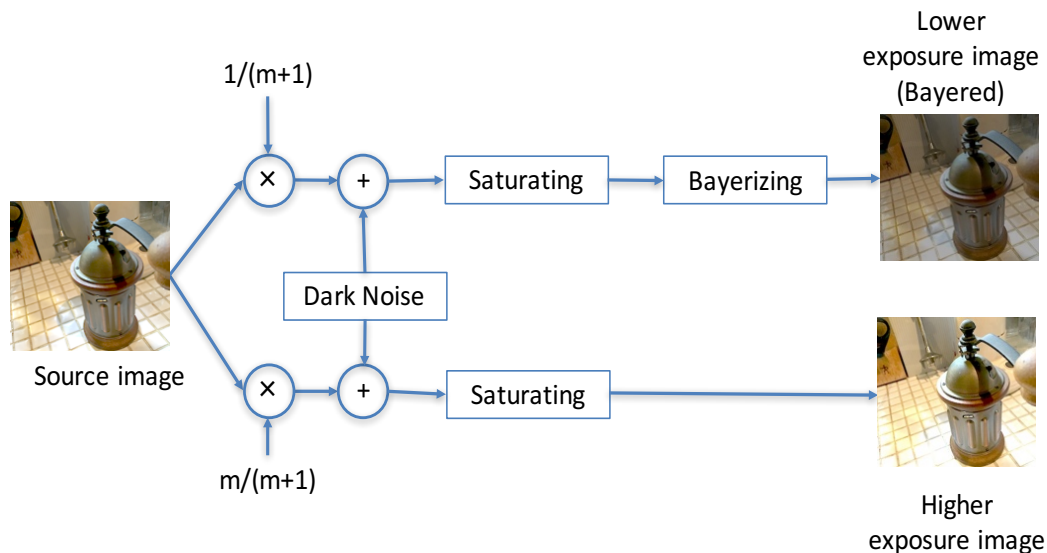 Lower
exposure image
(Bayered)
1/(m+1)
×
+
Saturating
Bayerizing
Dark Noise
Source image
×
+
Saturating
m/(m+1)
Higher
exposure image